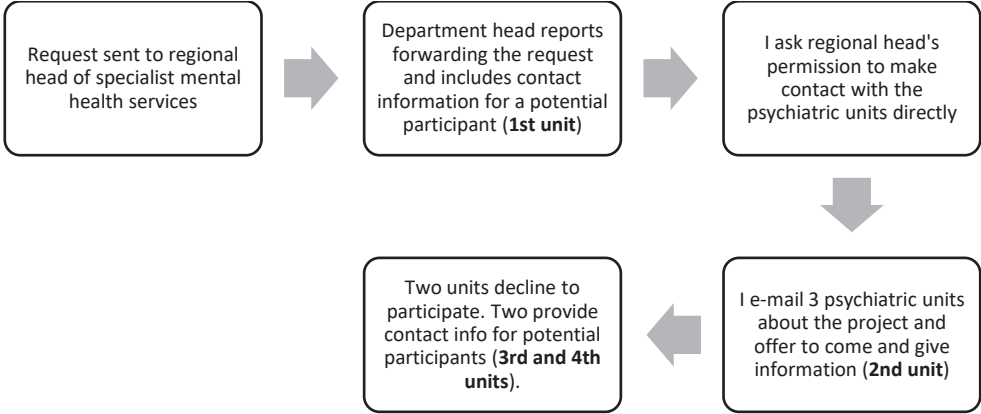 Request sent to regional
head of specialist mental
health services
Department head reports
forwarding the request
and includes contact
information for a potential
participant (1st unit)
I ask regional head's
permission to make
contact with the
psychiatric units directly
I e-mail 3 psychiatric units
about the project and
offer to come and give
information (2nd unit)
Two units decline to
participate. Two provide
contact info for potential
participants (3rd and 4th
units).